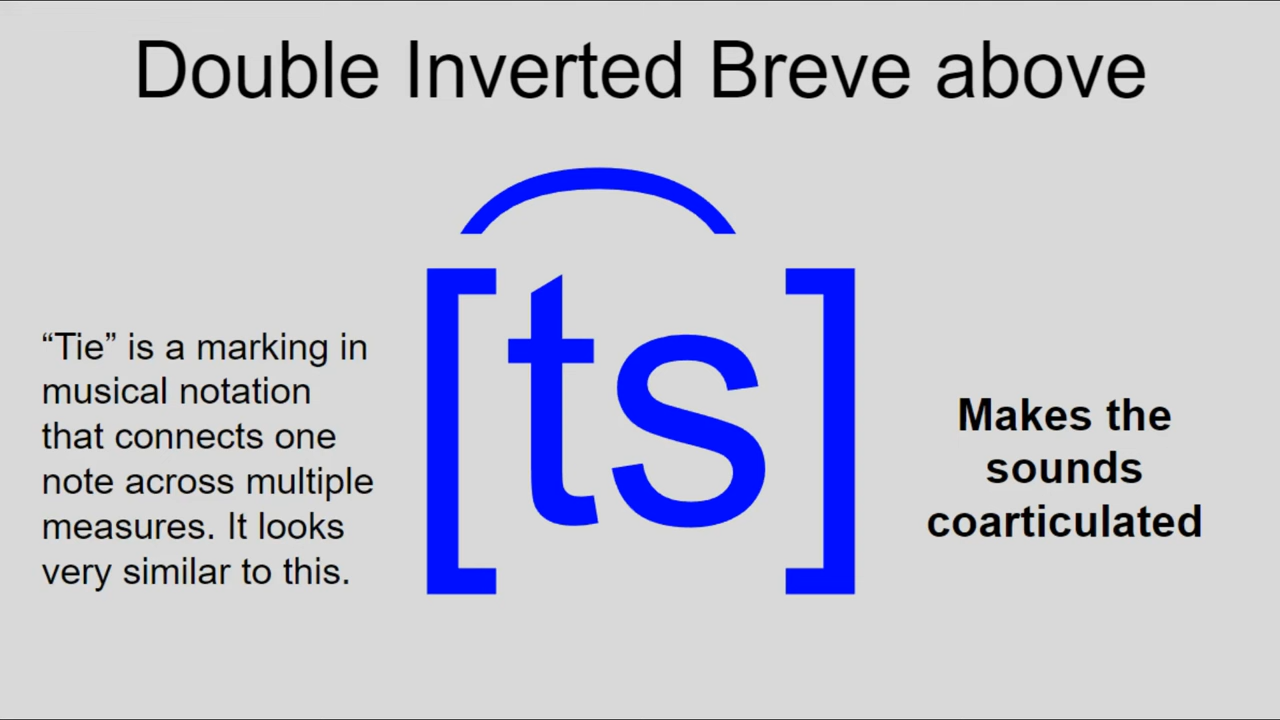 Double Inverted Breve above
[t͡s]
“Tie” is a marking in
musical notation
that connects one
note across multiple
measures. It looks
very similar to this.
Makes the
sounds
coarticulated